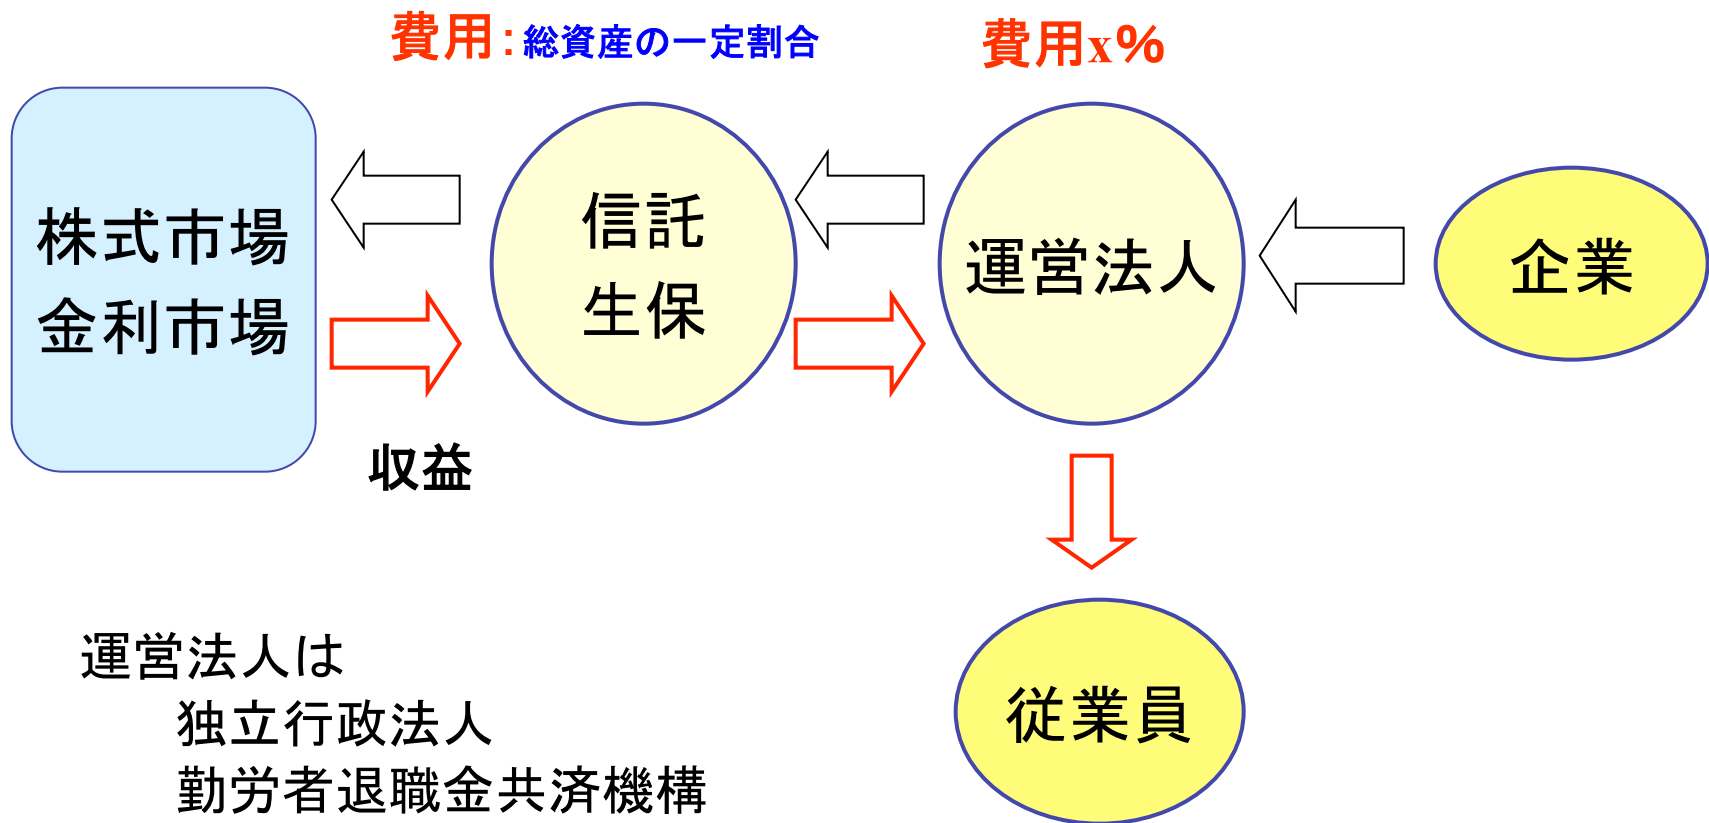 費用：総資産の一定割合
費用x%
株式市場
金利市場
信託
生保
運営法人
企業
収益
従業員
運営法人は
独立行政法人
勤労者退職金共済機構